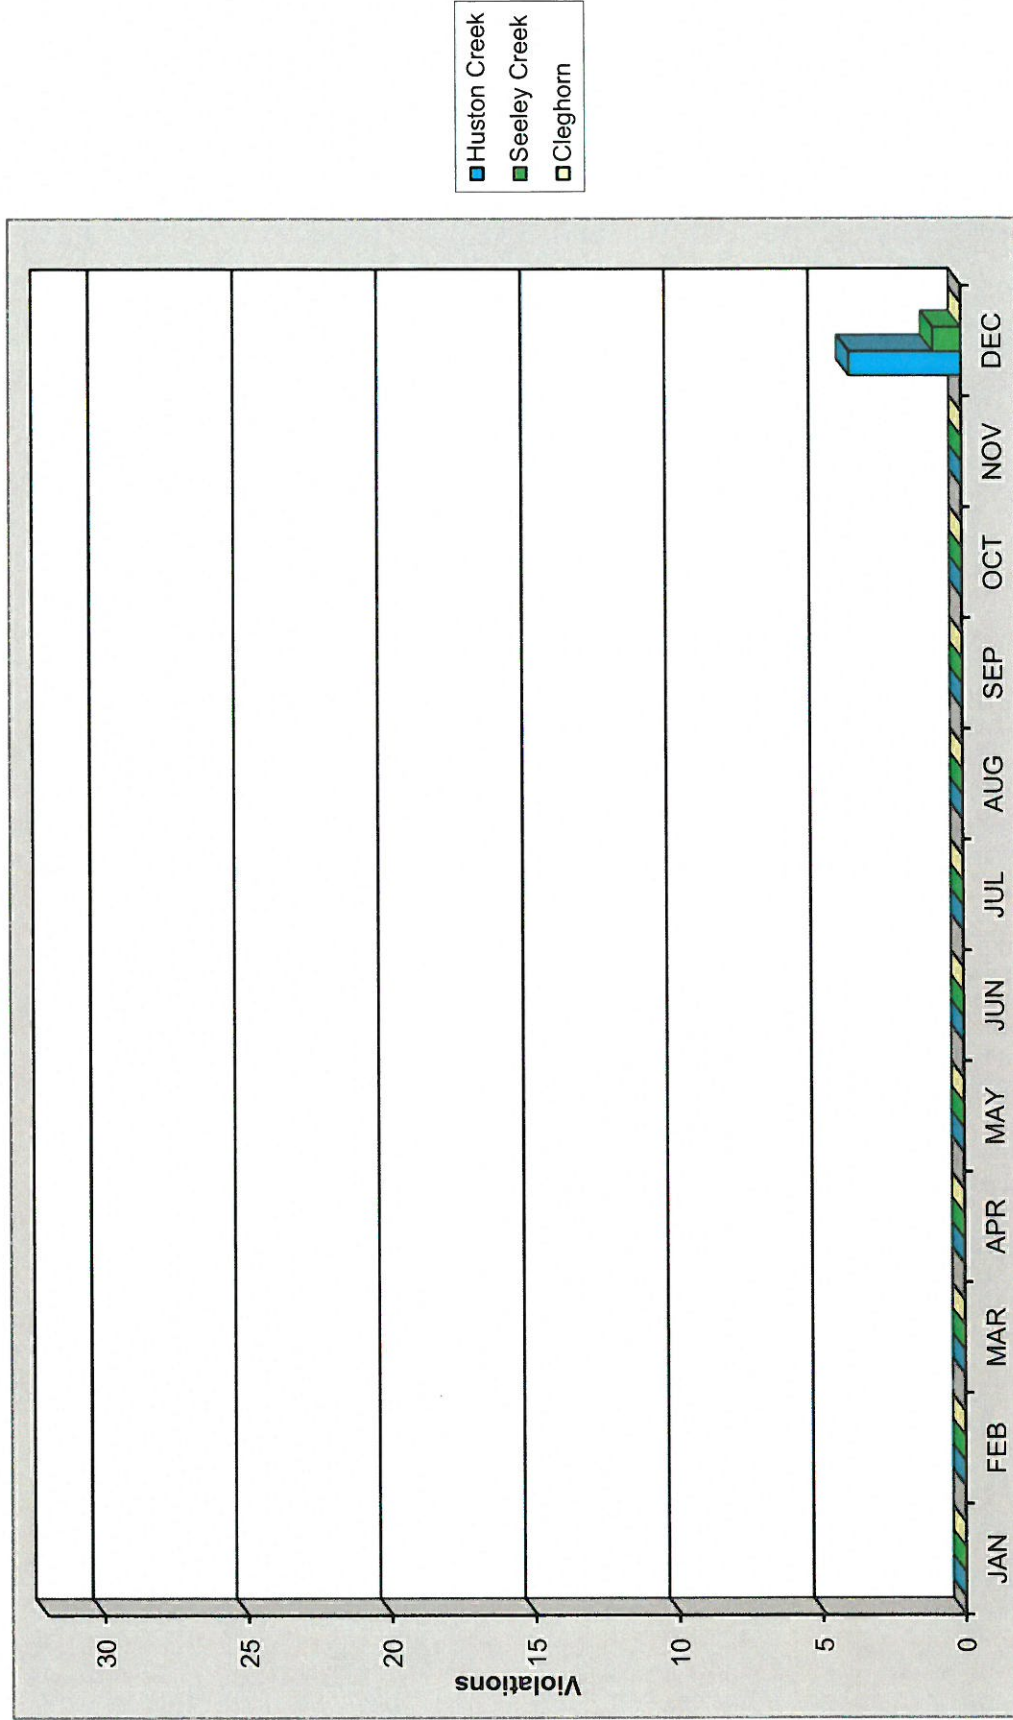 Violations
30
25
20
15
10
5
0
JAN
FEB
MAR
APR
MAY
JUN
JUL
AUG
SEP
OCT
NOV
DEC
Huston Creek
Seeley Creek
Cleghorn